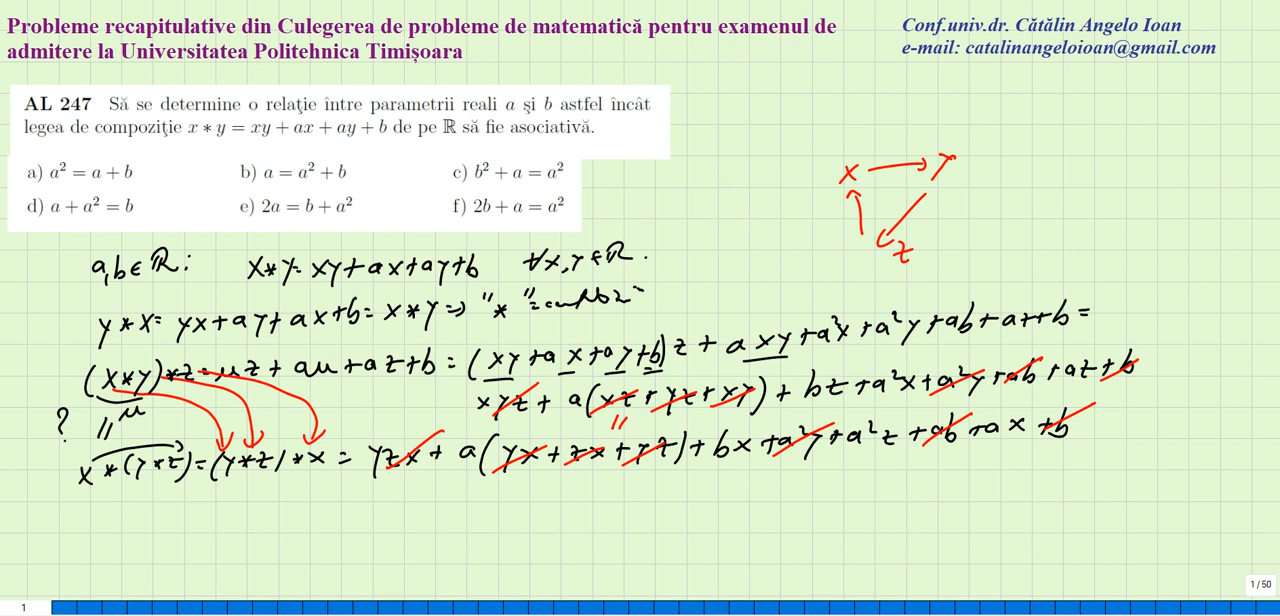 Probleme recapitulative din Culegerea de probleme de matematică pentru examenul de
admitere la Universitatea Politehnica Timișoara
Conf.univ.dr. Cătălin Angelo Ioan
e-mail: catalinangeloioan@gmail.com
AL 247 Să se determine o relaţie între parametrii reali a şi b astfel încât
legea de compoziţie x ∗ y = xy + ax + ay + b de pe ℝ să fie asociativă.
a) a² = a + b b) a = a² + b c) b² + a = a²
d) a + a² = b e) 2a = b + a² f) 2b + a = a²
x y
z
a,b∈ℝ: x*y=xy+ax+ay+b ∀x,y∈ℝ.
y*x= yx+ay+ax+b=x*y⇒ "*"
(x*y)*z=uz+au+az+b=(xy+ax+ay+b)z+axy+a²x+a²y+ab+az+b=
u
xyz+a(xz+yz+xy)+bz+a²x+a²y+ab+az+b
? ॥
x*(y*z)=(y*z)*x= yzx+a(yx+zx+yz)+bx+a²y+a²z+ab+ax+b
1
1 / 50